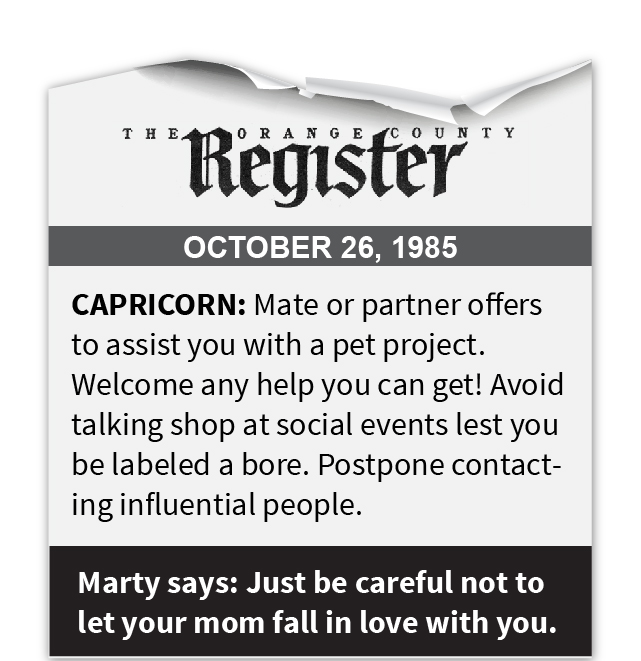 THE ORANGE COUNTY
Register
OCTOBER 26, 1985
CAPRICORN: Mate or partner offers
to assist you with a pet project.
Welcome any help you can get! Avoid
talking shop at social events lest you
be labeled a bore. Postpone contact-
ing influential people.
Marty says: Just be careful not to
let your mom fall in love with you.